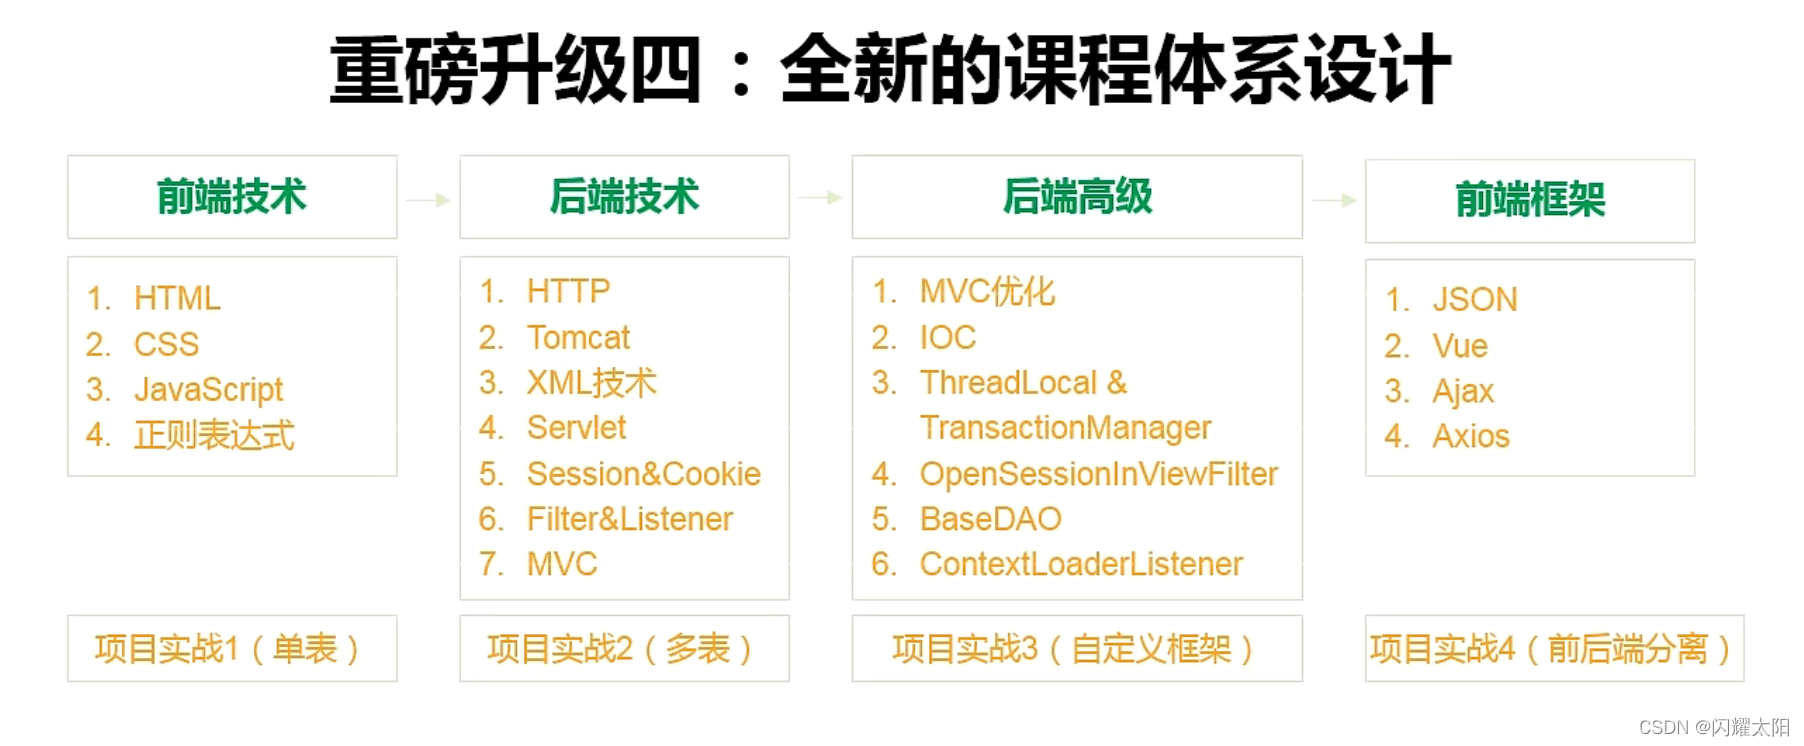 重磅升级四：全新的课程体系设计
前端技术
1. HTML
2. CSS
3. JavaScript
4. 正则表达式
项目实战1（单表）
后端技术
1. HTTP
2. Tomcat
3. XML技术
4. Servlet
5. Session&Cookie
6. Filter&Listener
7. MVC
项目实战2（多表）
后端高级
1. MVC优化
2. IOC
3. ThreadLocal &
TransactionManager
4. OpenSessionInViewFilter
5. BaseDAO
6. ContextLoaderListener
项目实战3（自定义框架）
前端框架
1. JSON
2. Vue
3. Ajax
4. Axios
项目实战4（前后端分离）
CSDN @闪耀太阳